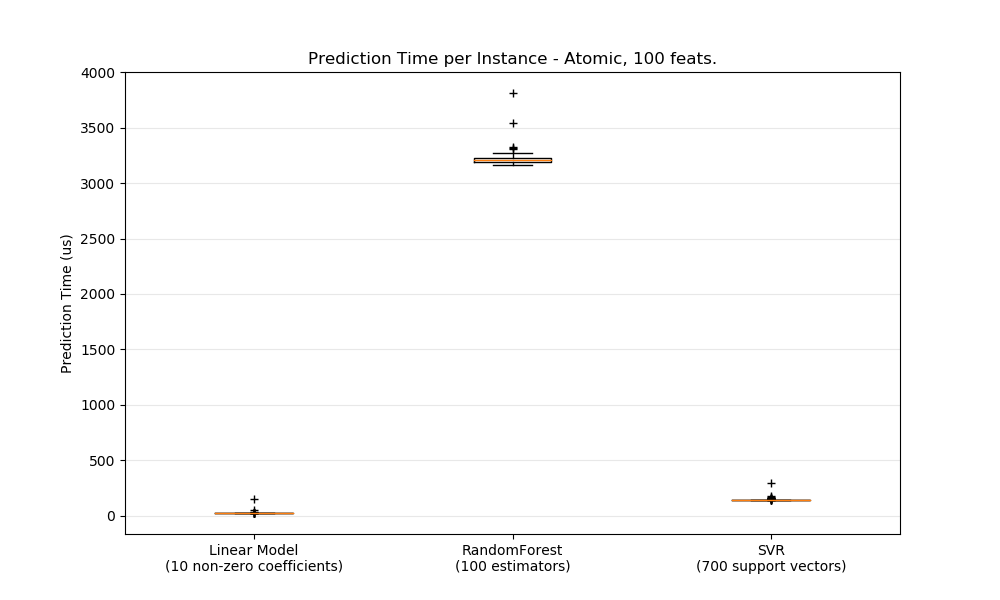 Prediction Time per Instance - Atomic, 100 feats.
Prediction Time (us)
4000
3500
3000
2500
2000
1500
1000
500
0
Linear Model
(10 non-zero coefficients)
RandomForest
(100 estimators)
SVR
(700 support vectors)